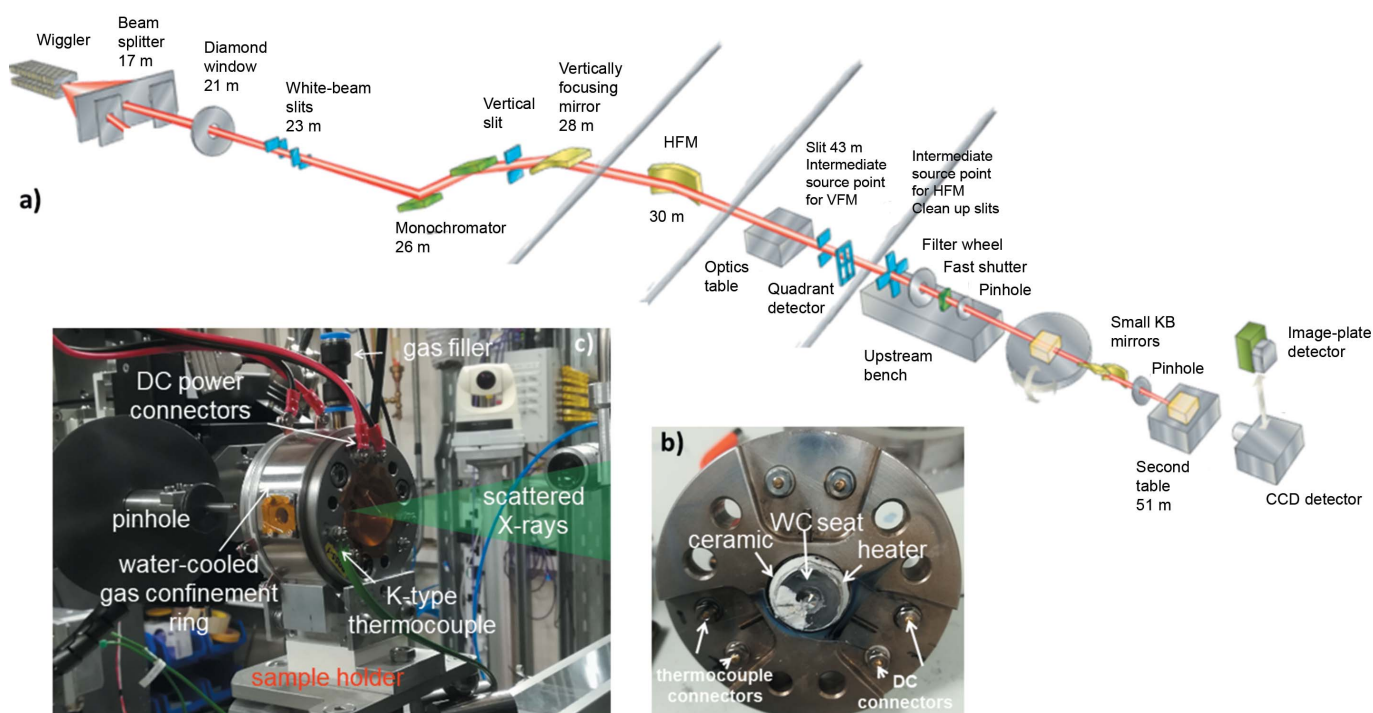 Wiggler
Beam
splitter
17 m
Diamond
window
21 m
White-beam
slits
23 m
Monochromator
26 m
Vertical
slit
Vertically
focusing
mirror
28 m
HFM
30 m
Optics
table
Slit 43 m
Intermediate
source point
for VFM
Quadrant
detector
Intermediate
source point
for HFM
Clean up slits
Filter wheel
Fast shutter
Pinhole
Upstream
bench
Small KB
mirrors
Pinhole
Second
table
51 m
Image-plate
detector
CCD detector
a)
c)
gas filler
DC power
connectors
pinhole
scattered
X-rays
water-cooled
gas confinement
ring
K-type
thermocouple
sample holder
b)
WC seat
ceramic
heater
thermocouple
connectors
DC
connectors